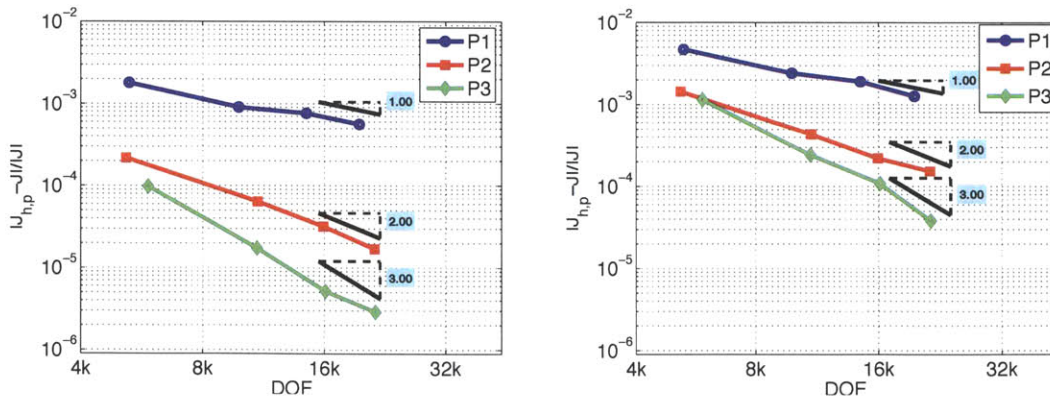 10⁻²
10⁻³
10⁻⁴
10⁻⁵
10⁻⁶
|J_{h,p}−J|/|J|
P1
P2
P3
1.00
2.00
3.00
4k
8k
16k
32k
DOF
10⁻²
10⁻³
10⁻⁴
10⁻⁵
10⁻⁶
|J_{h,p}−J|/|J|
P1
P2
P3
1.00
2.00
3.00
4k
8k
16k
32k
DOF